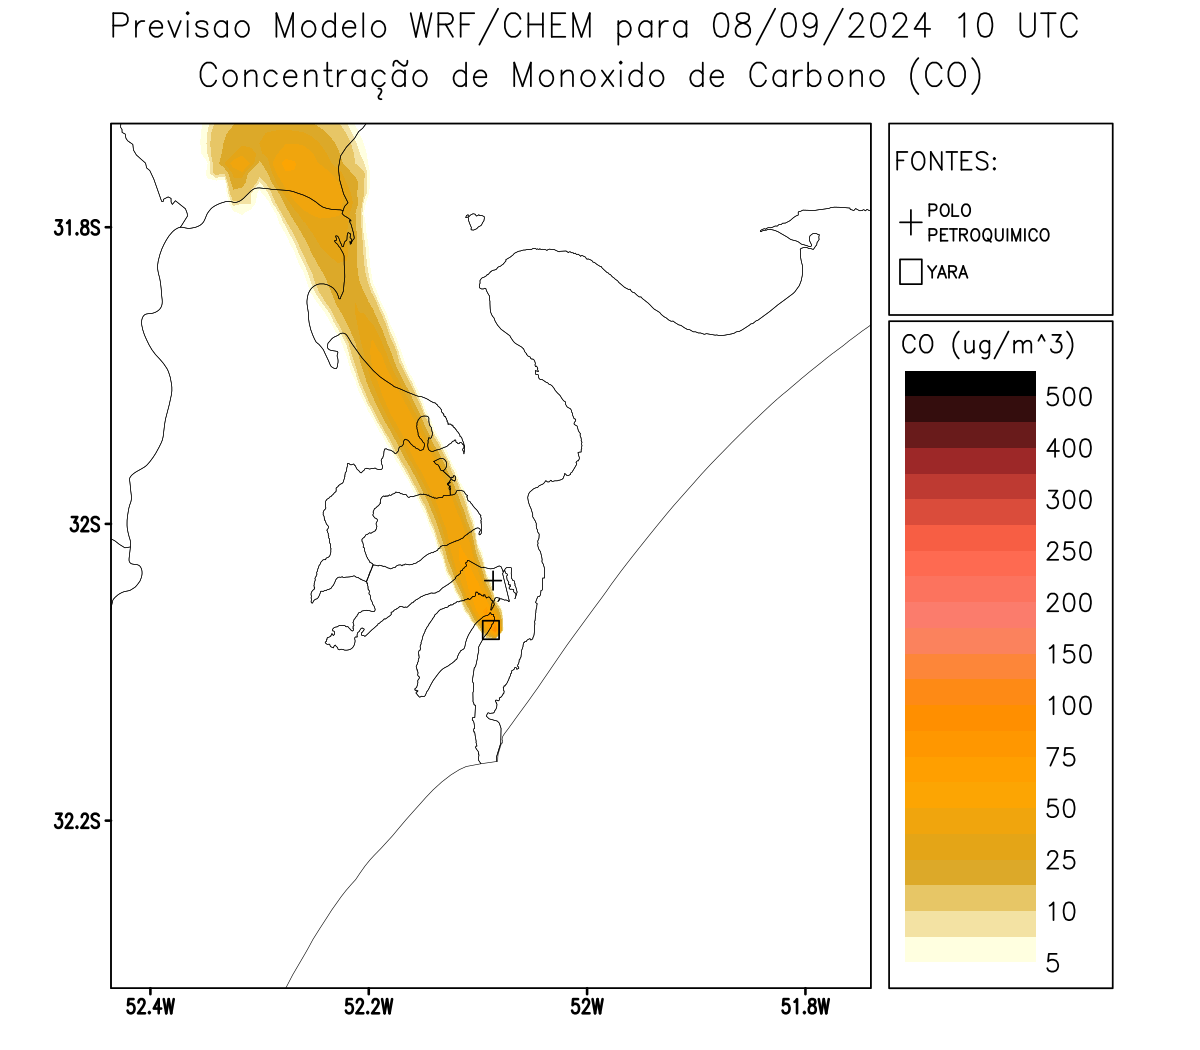 Previsao Modelo WRF/CHEM para 08/09/2024 10 UTC
Concentração de Monoxido de Carbono (CO)
FONTES:
POLO
PETROQUIMICO
YARA
CO (ug/m^3)
500
400
300
250
200
150
100
75
50
25
10
5
31.8S
32S
32.2S
52.4W
52.2W
52W
51.8W